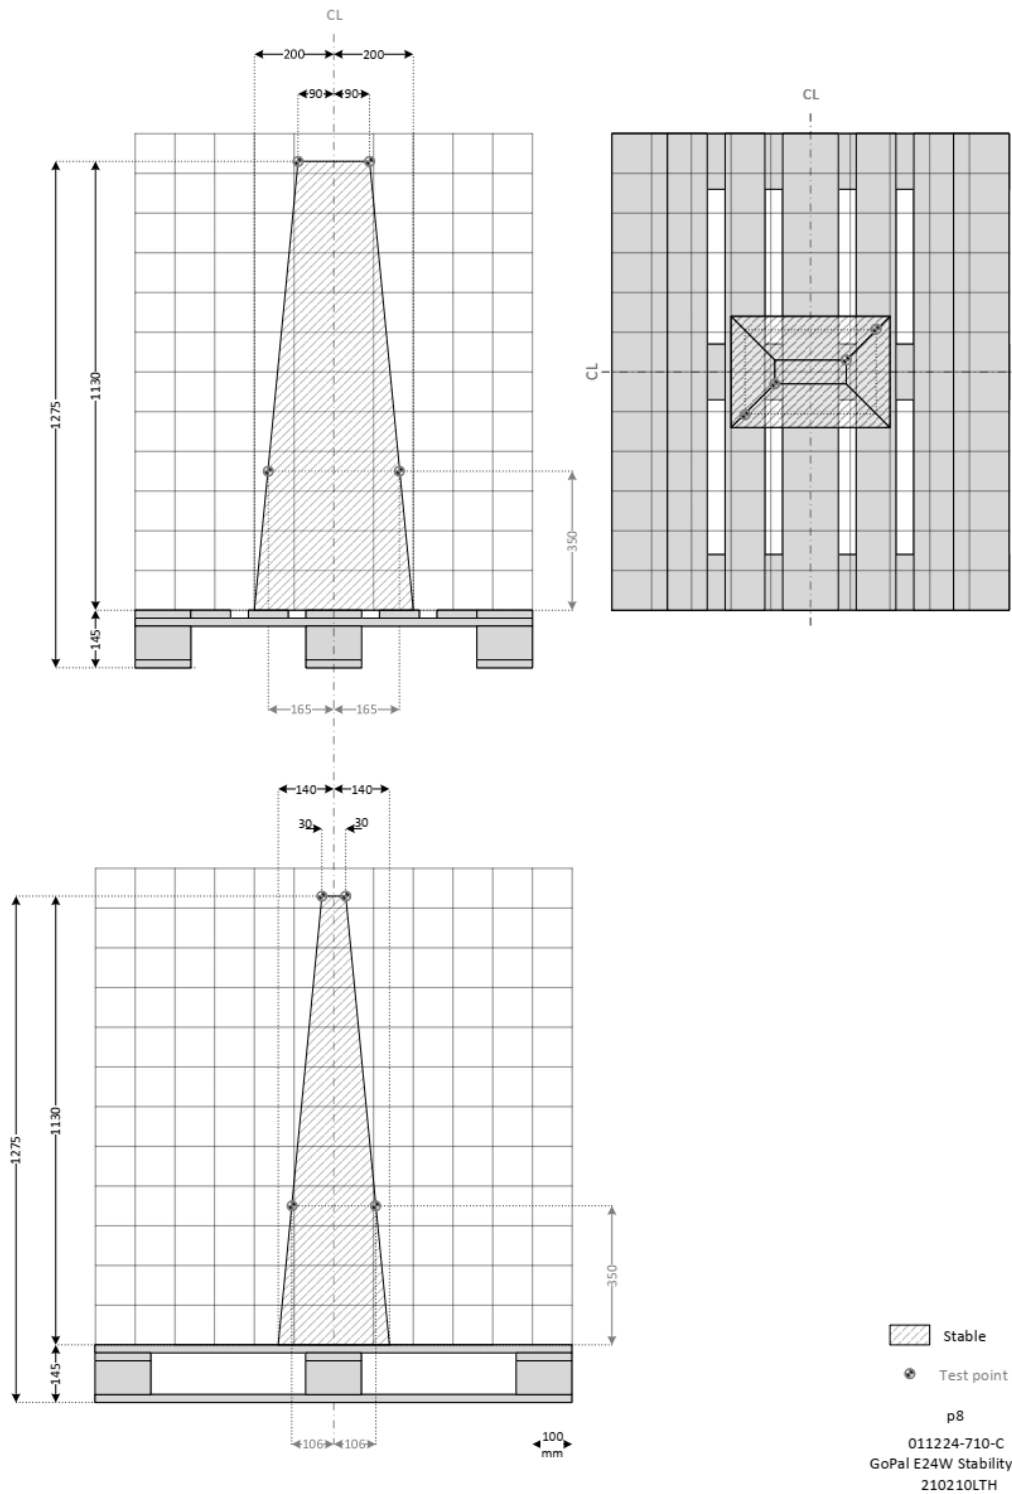 CL
200 200
90 90
CL
CL
1275
1130
350
145
165 165
140 140
30 30
1275
1130
350
145
106 106
100
mm
Stable
Test point
p8
011224-710-C
GoPal E24W Stability
210210LTH